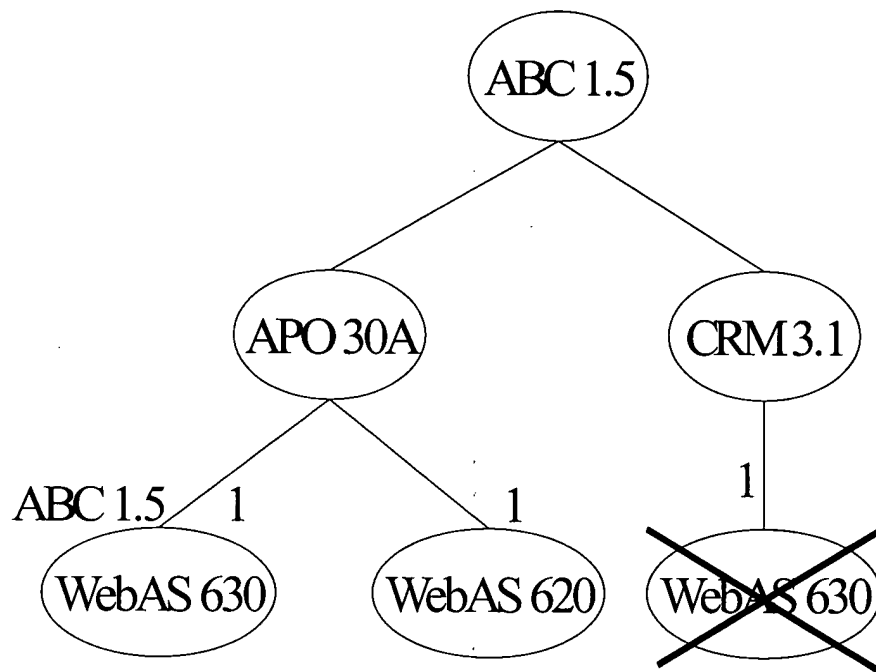 ABC 1.5
APO 30A
CRM 3.1
ABC 1.5
1
1
1
WebAS 630
WebAS 620
WebAS 630